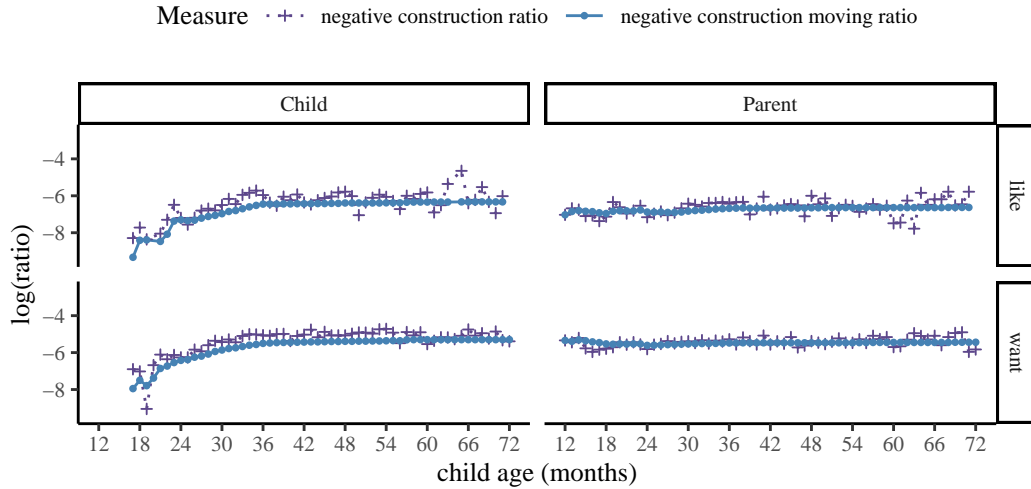 Measure negative construction ratio negative construction moving ratio
Child Parent
−4
−6
−8
like
log(ratio)
−4
−6
−8
want
12 18 24 30 36 42 48 54 60 66 72 12 18 24 30 36 42 48 54 60 66 72
child age (months)